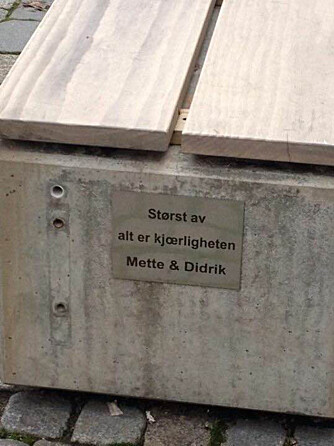 Størst av
alt er kjærligheten
Mette & Didrik